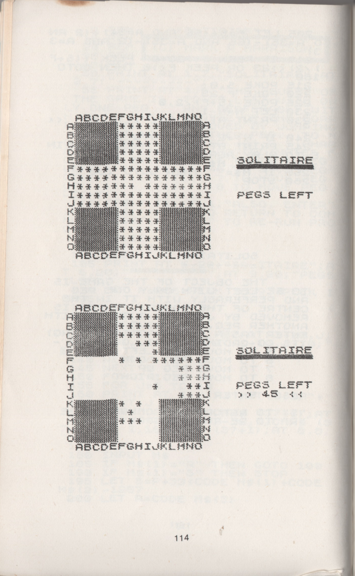 ABCDEFGHIJKLMNO
A A
B B
C C
D D
E E
SOLITAIRE
F F
G G
H H
I I
PEGS LEFT
J J
K K
L L
M M
N N
O O
ABCDEFGHIJKLMNO
ABCDEFGHIJKLMNO
A A
B B
C C
D D
E E
SOLITAIRE
F F
G G
H H
I I
PEGS LEFT
J J
>> 45 <<
K K
L L
M M
N N
O O
ABCDEFGHIJKLMNO
114